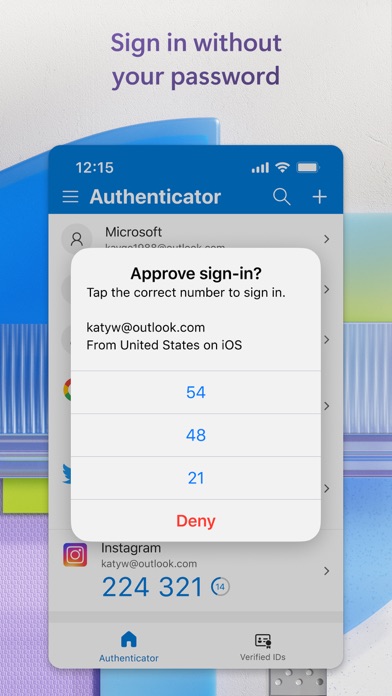 Sign in without
your password
12:15
Authenticator
Microsoft
Approve sign-in?
Tap the correct number to sign in.
katyw@outlook.com
From United States on iOS
54
48
21
Deny
Instagram
katyw@outlook.com
224 321
14
Authenticator
Verified IDs